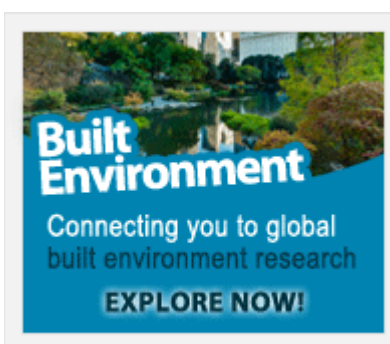 Built
Environment
Connecting you to global
built environment research
EXPLORE NOW!